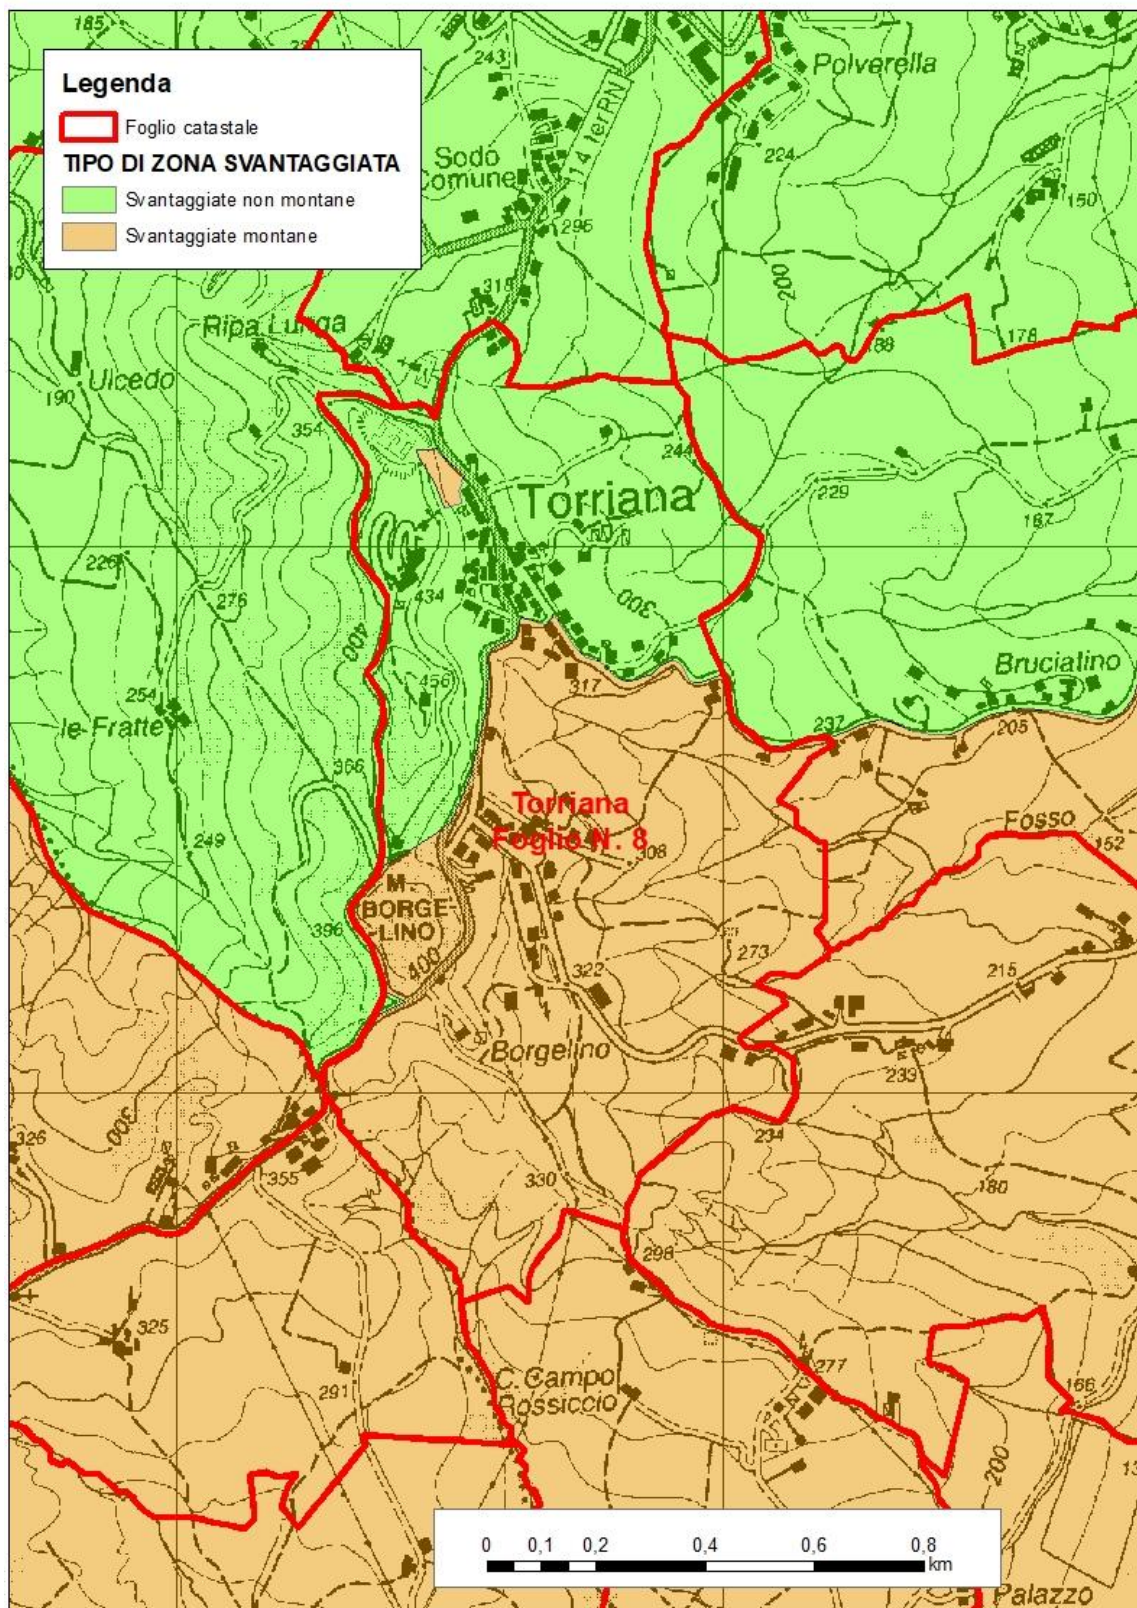 185
Legenda
Foglio catastale
TIPO DI ZONA SVANTAGGIATA
Svantaggiate non montane
Svantaggiate montane
243
14 ter RN
Polverella
224
Sodo
Comune
150
296
200
318
Ripa Lunga
Ulcedo
190
178
354
244
229
187
Torriana
226
276
434
300
400
456
317
Brucialino
254
le Fratte
237
205
366
Torriana
Foglio N. 8
308
Fosso
152
249
M.
BORGE
-LINO
396
400
273
322
215
Borgelino
233
300
326
234
355
330
180
298
325
277
291
C. Campo
Rossiccio
166
200
0 0,1 0,2 0,4 0,6 0,8
km
Palazzo